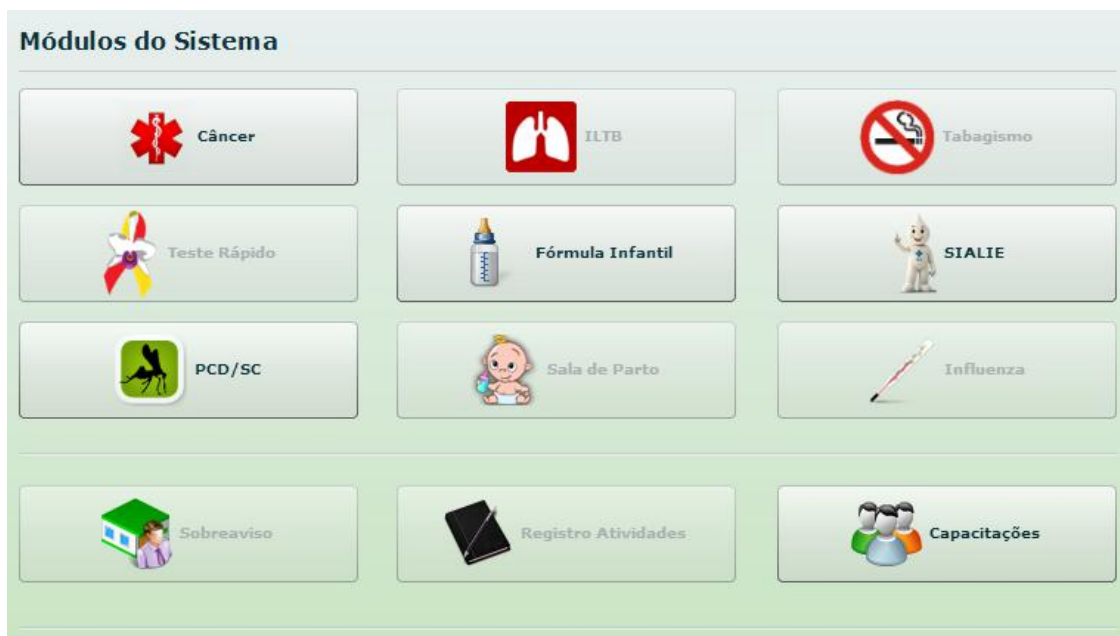 Módulos do Sistema
Câncer
ILTB
Tabagismo
Teste Rápido
Fórmula Infantil
SIALIE
PCD/SC
Sala de Parto
Influenza
Sobreaviso
Registro Atividades
Capacitações